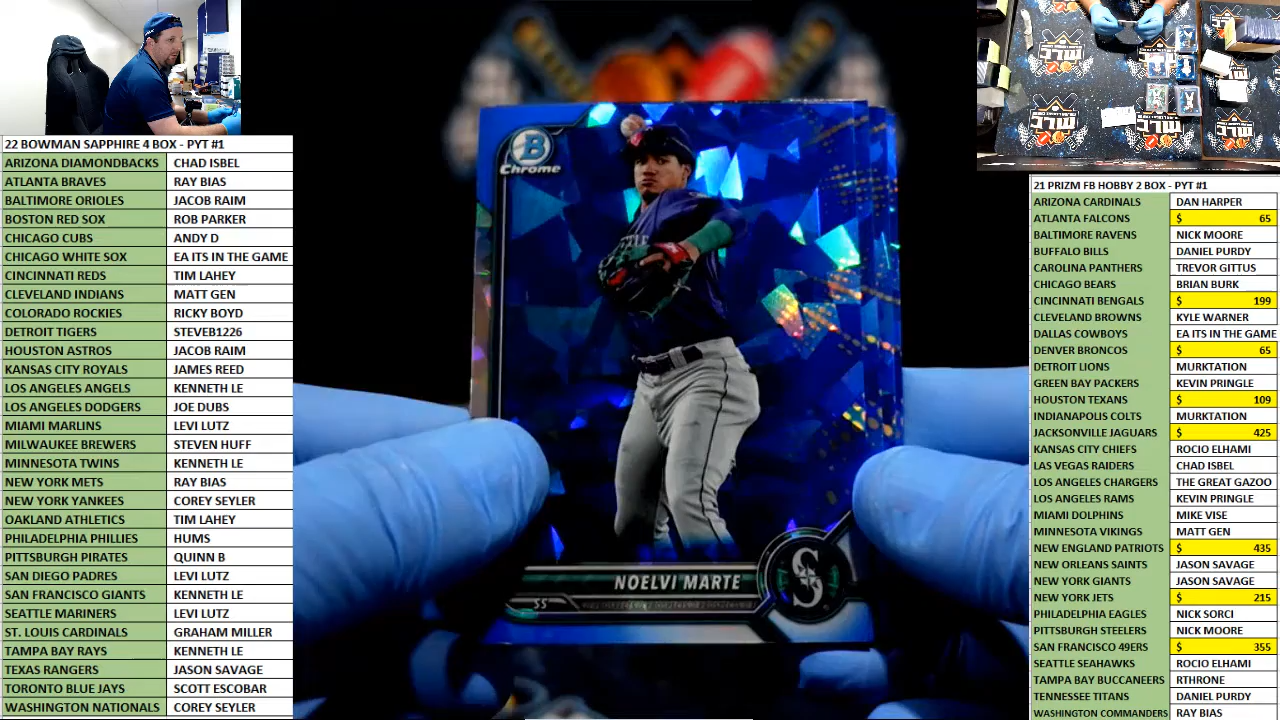 22 BOWMAN SAPPHIRE 4 BOX - PYT #1
ARIZONA DIAMONDBACKS CHAD ISBEL
ATLANTA BRAVES RAY BIAS
BALTIMORE ORIOLES JACOB RAIM
BOSTON RED SOX ROB PARKER
CHICAGO CUBS ANDY D
CHICAGO WHITE SOX EA ITS IN THE GAME
CINCINNATI REDS TIM LAHEY
CLEVELAND INDIANS MATT GEN
COLORADO ROCKIES RICKY BOYD
DETROIT TIGERS STEVEB1226
HOUSTON ASTROS JACOB RAIM
KANSAS CITY ROYALS JAMES REED
LOS ANGELES ANGELS KENNETH LE
LOS ANGELES DODGERS JOE DUBS
MIAMI MARLINS LEVI LUTZ
MILWAUKEE BREWERS STEVEN HUFF
MINNESOTA TWINS KENNETH LE
NEW YORK METS RAY BIAS
NEW YORK YANKEES COREY SEYLER
OAKLAND ATHLETICS TIM LAHEY
PHILADELPHIA PHILLIES HUMS
PITTSBURGH PIRATES QUINN B
SAN DIEGO PADRES LEVI LUTZ
SAN FRANCISCO GIANTS KENNETH LE
SEATTLE MARINERS LEVI LUTZ
ST. LOUIS CARDINALS GRAHAM MILLER
TAMPA BAY RAYS KENNETH LE
TEXAS RANGERS JASON SAVAGE
TORONTO BLUE JAYS SCOTT ESCOBAR
WASHINGTON NATIONALS COREY SEYLER
B
Chrome
NOELVI MARTE
SS
S
21 PRIZM FB HOBBY 2 BOX - PYT #1
ARIZONA CARDINALS DAN HARPER
ATLANTA FALCONS $ 65
BALTIMORE RAVENS NICK MOORE
BUFFALO BILLS DANIEL PURDY
CAROLINA PANTHERS TREVOR GITTUS
CHICAGO BEARS BRIAN BURK
CINCINNATI BENGALS $ 199
CLEVELAND BROWNS KYLE WARNER
DALLAS COWBOYS EA ITS IN THE GAME
DENVER BRONCOS $ 65
DETROIT LIONS MURKTATION
GREEN BAY PACKERS KEVIN PRINGLE
HOUSTON TEXANS $ 109
INDIANAPOLIS COLTS MURKTATION
JACKSONVILLE JAGUARS $ 425
KANSAS CITY CHIEFS ROCIO ELHAMI
LAS VEGAS RAIDERS CHAD ISBEL
LOS ANGELES CHARGERS THE GREAT GAZOO
LOS ANGELES RAMS KEVIN PRINGLE
MIAMI DOLPHINS MIKE VISE
MINNESOTA VIKINGS MATT GEN
NEW ENGLAND PATRIOTS $ 435
NEW ORLEANS SAINTS JASON SAVAGE
NEW YORK GIANTS JASON SAVAGE
NEW YORK JETS $ 215
PHILADELPHIA EAGLES NICK SORCI
PITTSBURGH STEELERS NICK MOORE
SAN FRANCISCO 49ERS $ 355
SEATTLE SEAHAWKS ROCIO ELHAMI
TAMPA BAY BUCCANEERS RTHRONE
TENNESSEE TITANS DANIEL PURDY
WASHINGTON COMMANDERS RAY BIAS